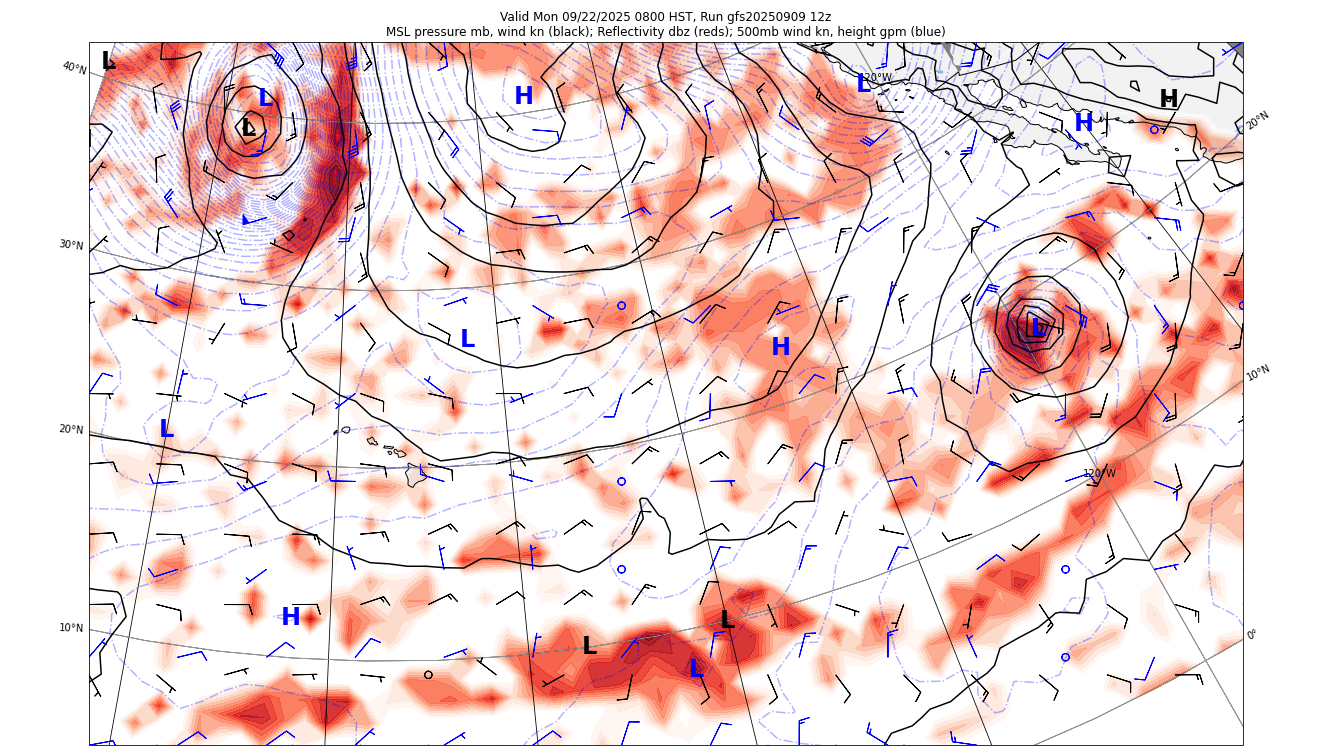 Valid Mon 09/22/2025 0800 HST, Run gfs20250909 12z
MSL pressure mb, wind kn (black); Reflectivity dbz (reds); 500mb wind kn, height gpm (blue)
L
40°N
L
L
H
L
120°W
H
H
20°N
30°N
L
L
H
10°N
L
20°N
120°W
H
10°N
L
L
L
0°